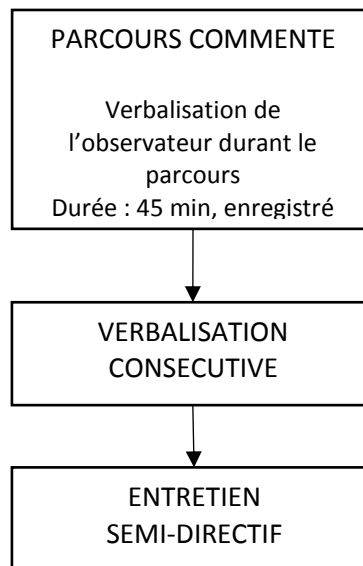 PARCOURS COMMENTE
Verbalisation de
l’observateur durant le
parcours
Durée : 45 min, enregistré
VERBALISATION
CONSECUTIVE
ENTRETIEN
SEMI-DIRECTIF